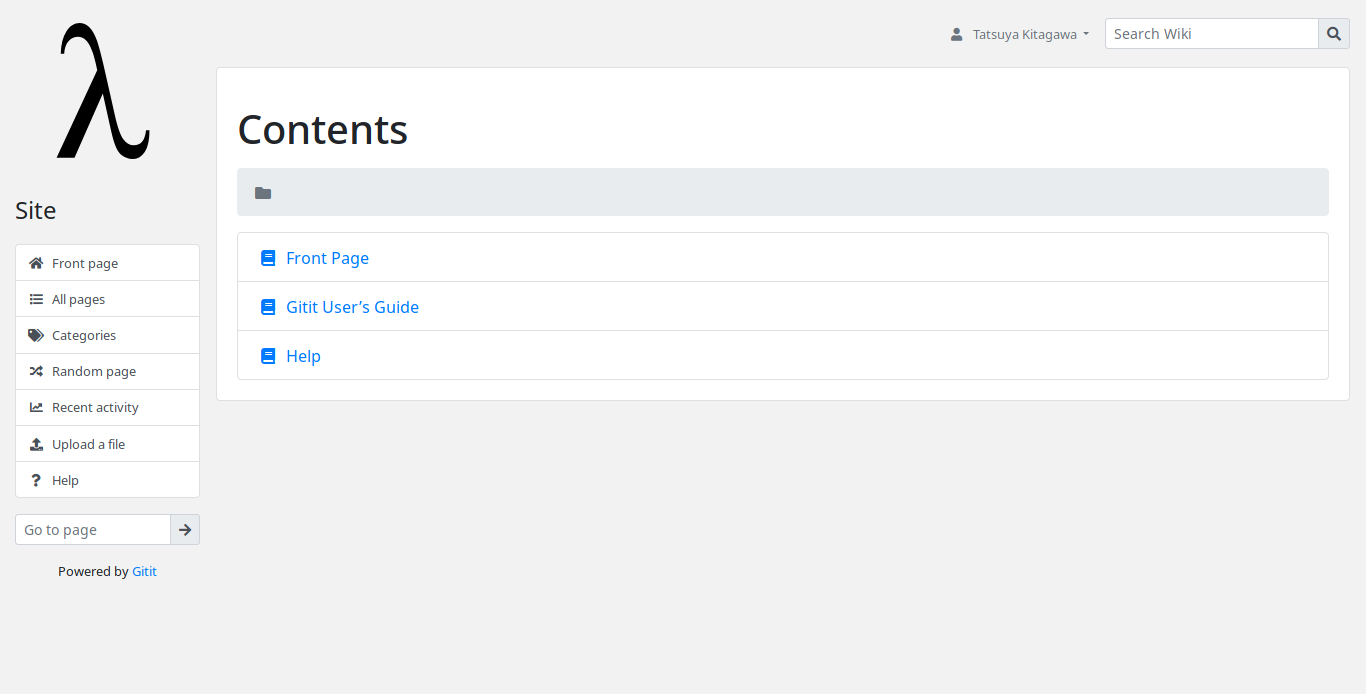 λ
Tatsuya Kitagawa
Search Wiki
Site
Front page
All pages
Categories
Random page
Recent activity
Upload a file
Help
Go to page
Powered by Gitit
Contents
Front Page
Gitit User’s Guide
Help